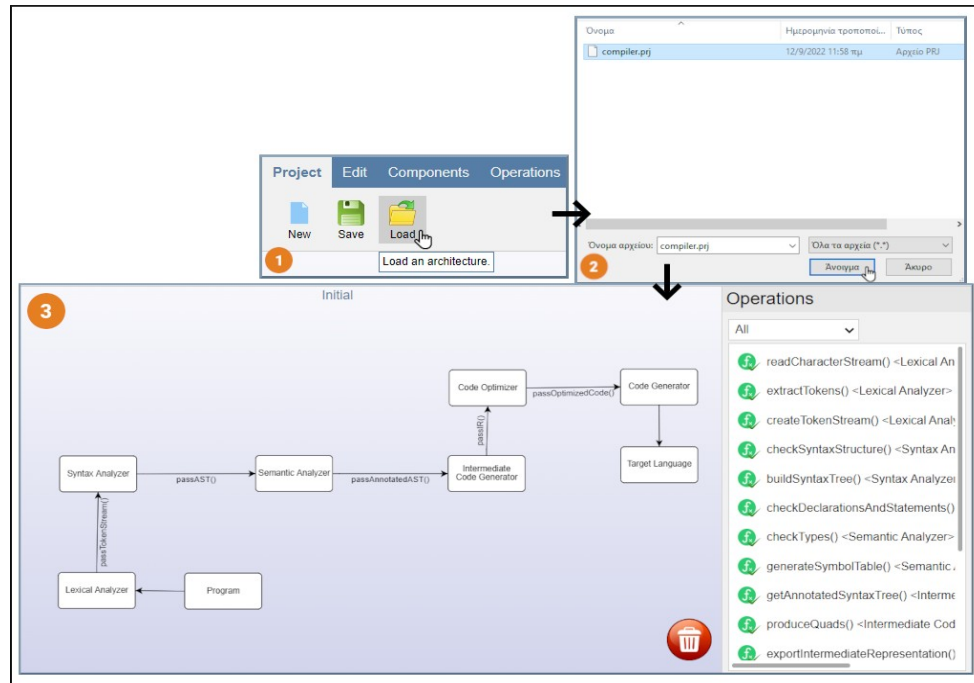 Project Edit Components Operations
New Save Load
1
Load an architecture.
Όνομα Ημερομηνία τροποποί... Τύπος
compiler.prj 12/9/2022 11:58 πμ Αρχείο PRJ
Όνομα αρχείου: compiler.prj Όλα τα αρχεία (*.*)
2
Άνοιγμα Άκυρο
3
Initial
Code Optimizer
passOptimizedCode()
Code Generator
passIR()
Target Language
Syntax Analyzer
passAST()
Semantic Analyzer
passAnnotatedAST()
Intermediate
Code Generator
passTokenStream()
Lexical Analyzer
Program
Operations
All
readCharacterStream() <Lexical An
extractTokens() <Lexical Analyzer>
createTokenStream() <Lexical Analy
checkSyntaxStructure() <Syntax An
buildSyntaxTree() <Syntax Analyzer
checkDeclarationsAndStatements()
checkTypes() <Semantic Analyzer>
generateSymbolTable() <Semantic
getAnnotatedSyntaxTree() <Interme
produceQuads() <Intermediate Cod
exportIntermediateRepresentation()